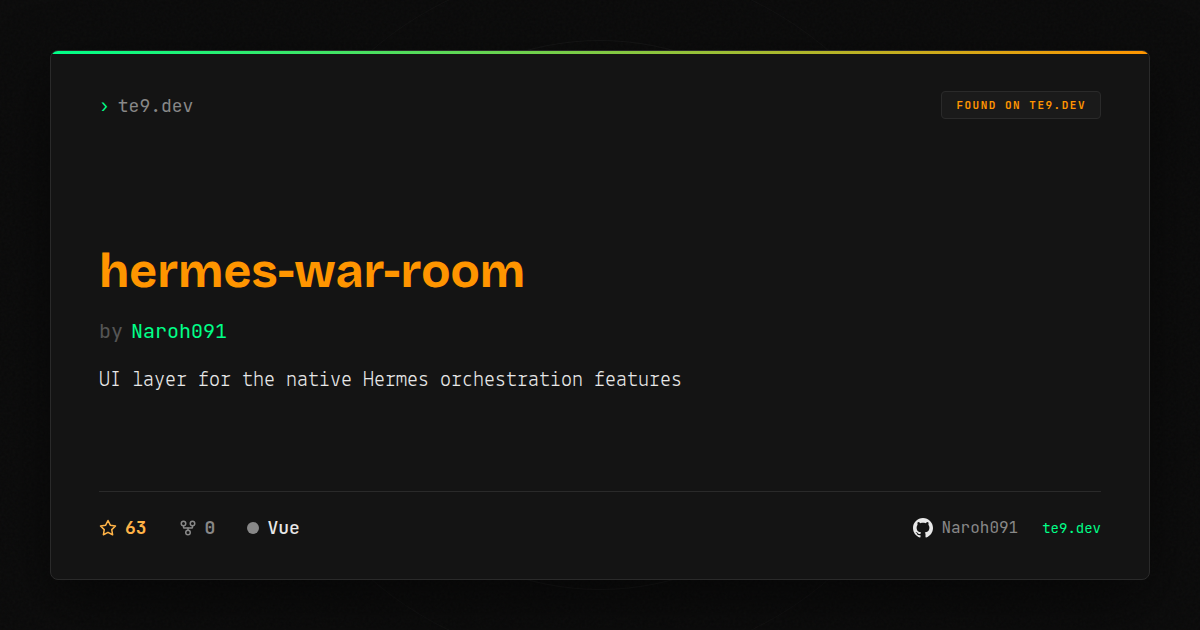 › te9.dev
FOUND ON TE9.DEV
hermes-war-room
by Naroh091
UI layer for the native Hermes orchestration features
63
0
Vue
Naroh091
te9.dev